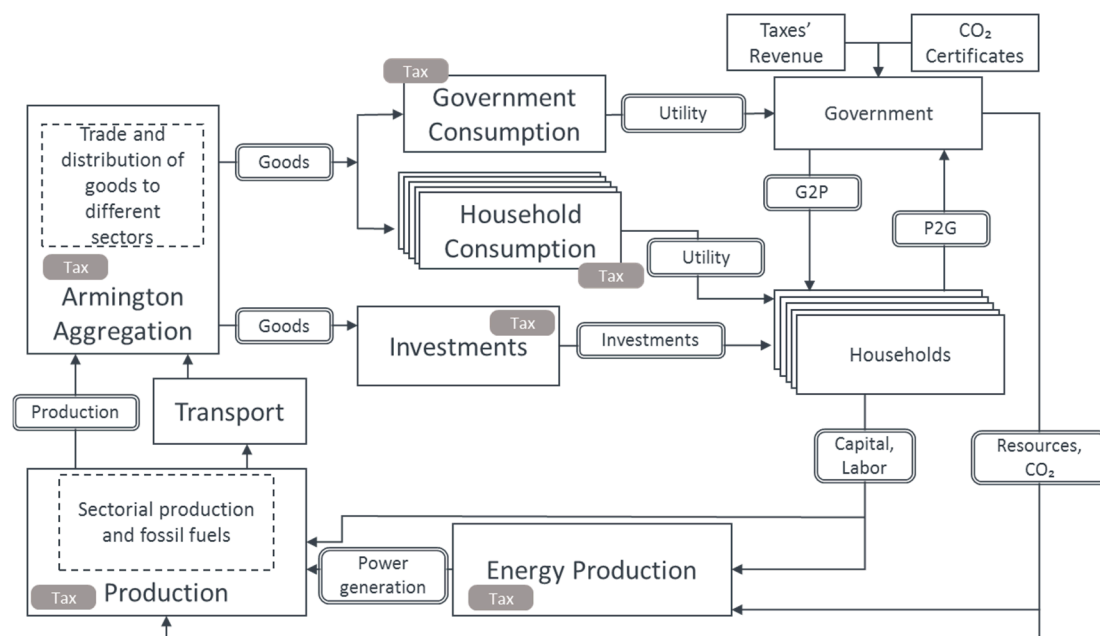 Taxes’
Revenue
CO₂
Certificates
Tax
Government
Consumption
Utility
Government
Trade and
distribution of
goods to
different
sectors
Tax
Armington
Aggregation
Goods
Household
Consumption
Tax
Utility
G2P
P2G
Goods
Tax
Investments
Investments
Households
Production
Transport
Capital,
Labor
Resources,
CO₂
Sectorial production
and fossil fuels
Tax
Production
Power
generation
Energy Production
Tax